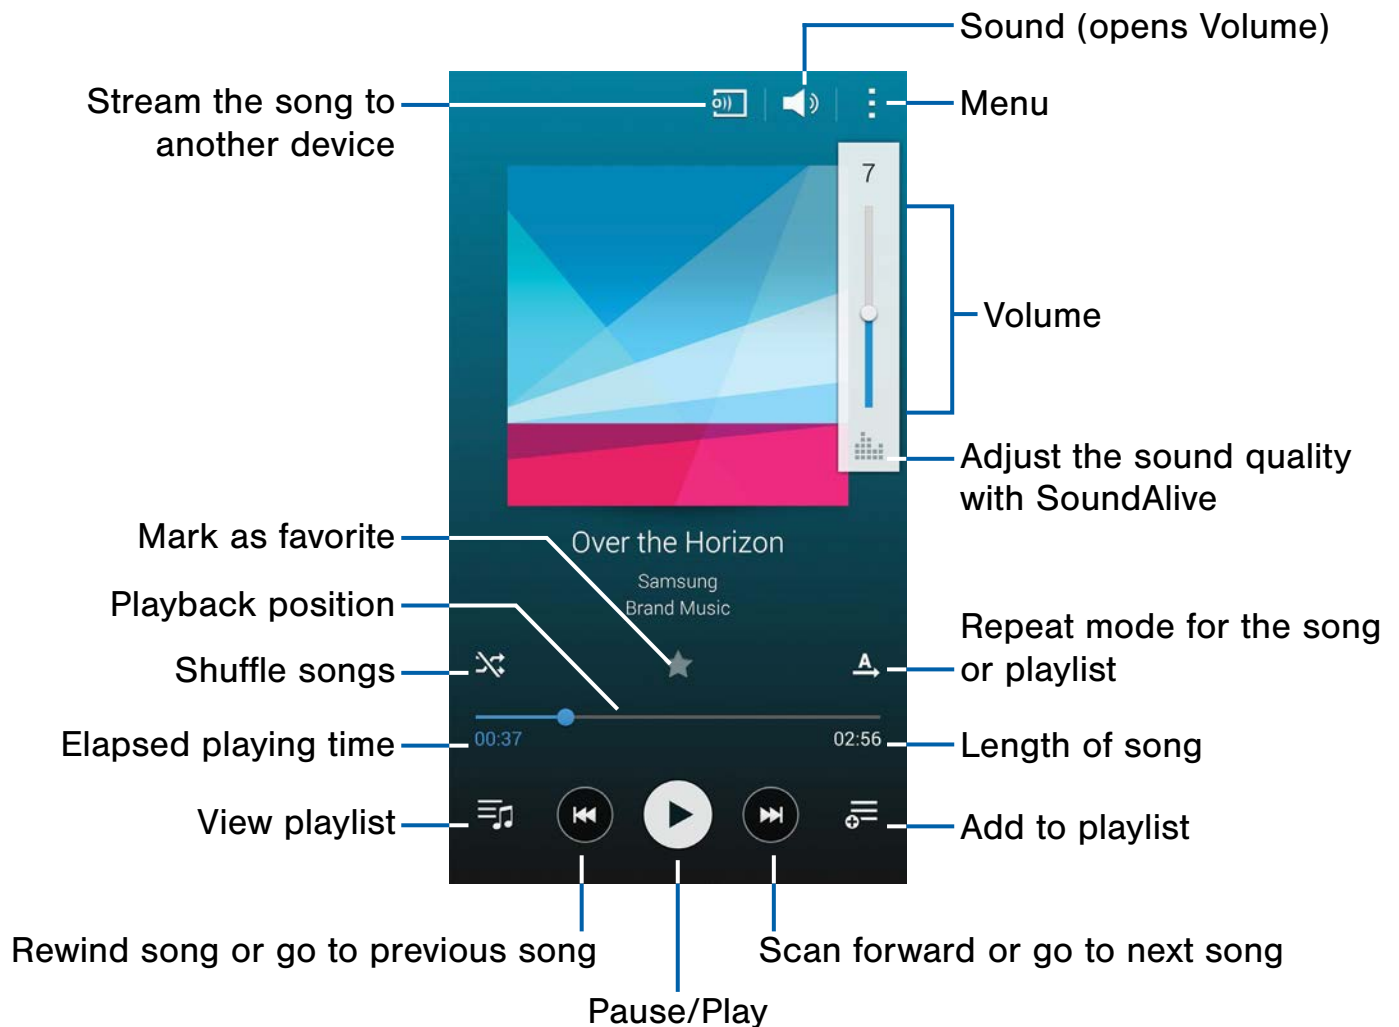 Sound (opens Volume)
Stream the song to
another device
Menu
7
Volume
Adjust the sound quality
with SoundAlive
Mark as favorite
Over the Horizon
Samsung
Brand Music
Playback position
Repeat mode for the song
or playlist
Shuffle songs
A
Elapsed playing time
00:37
02:56
Length of song
View playlist
Add to playlist
Rewind song or go to previous song
Scan forward or go to next song
Pause/Play